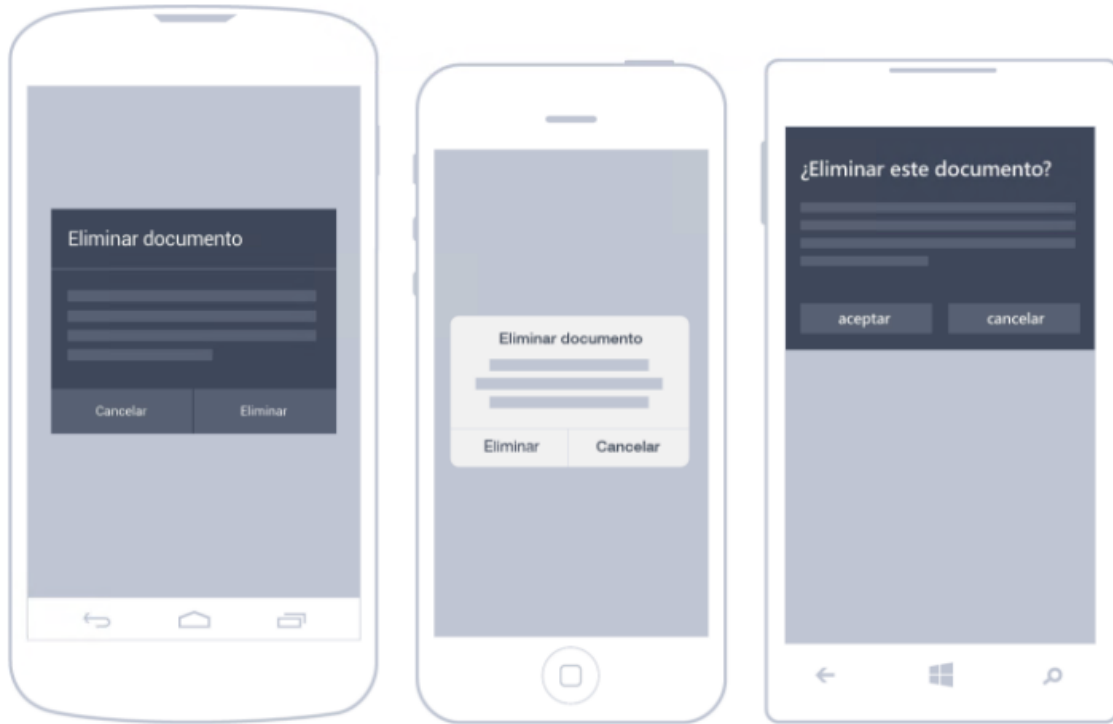 Eliminar documento
Cancelar Eliminar
Eliminar documento
Eliminar Cancelar
¿Eliminar este documento?
aceptar cancelar